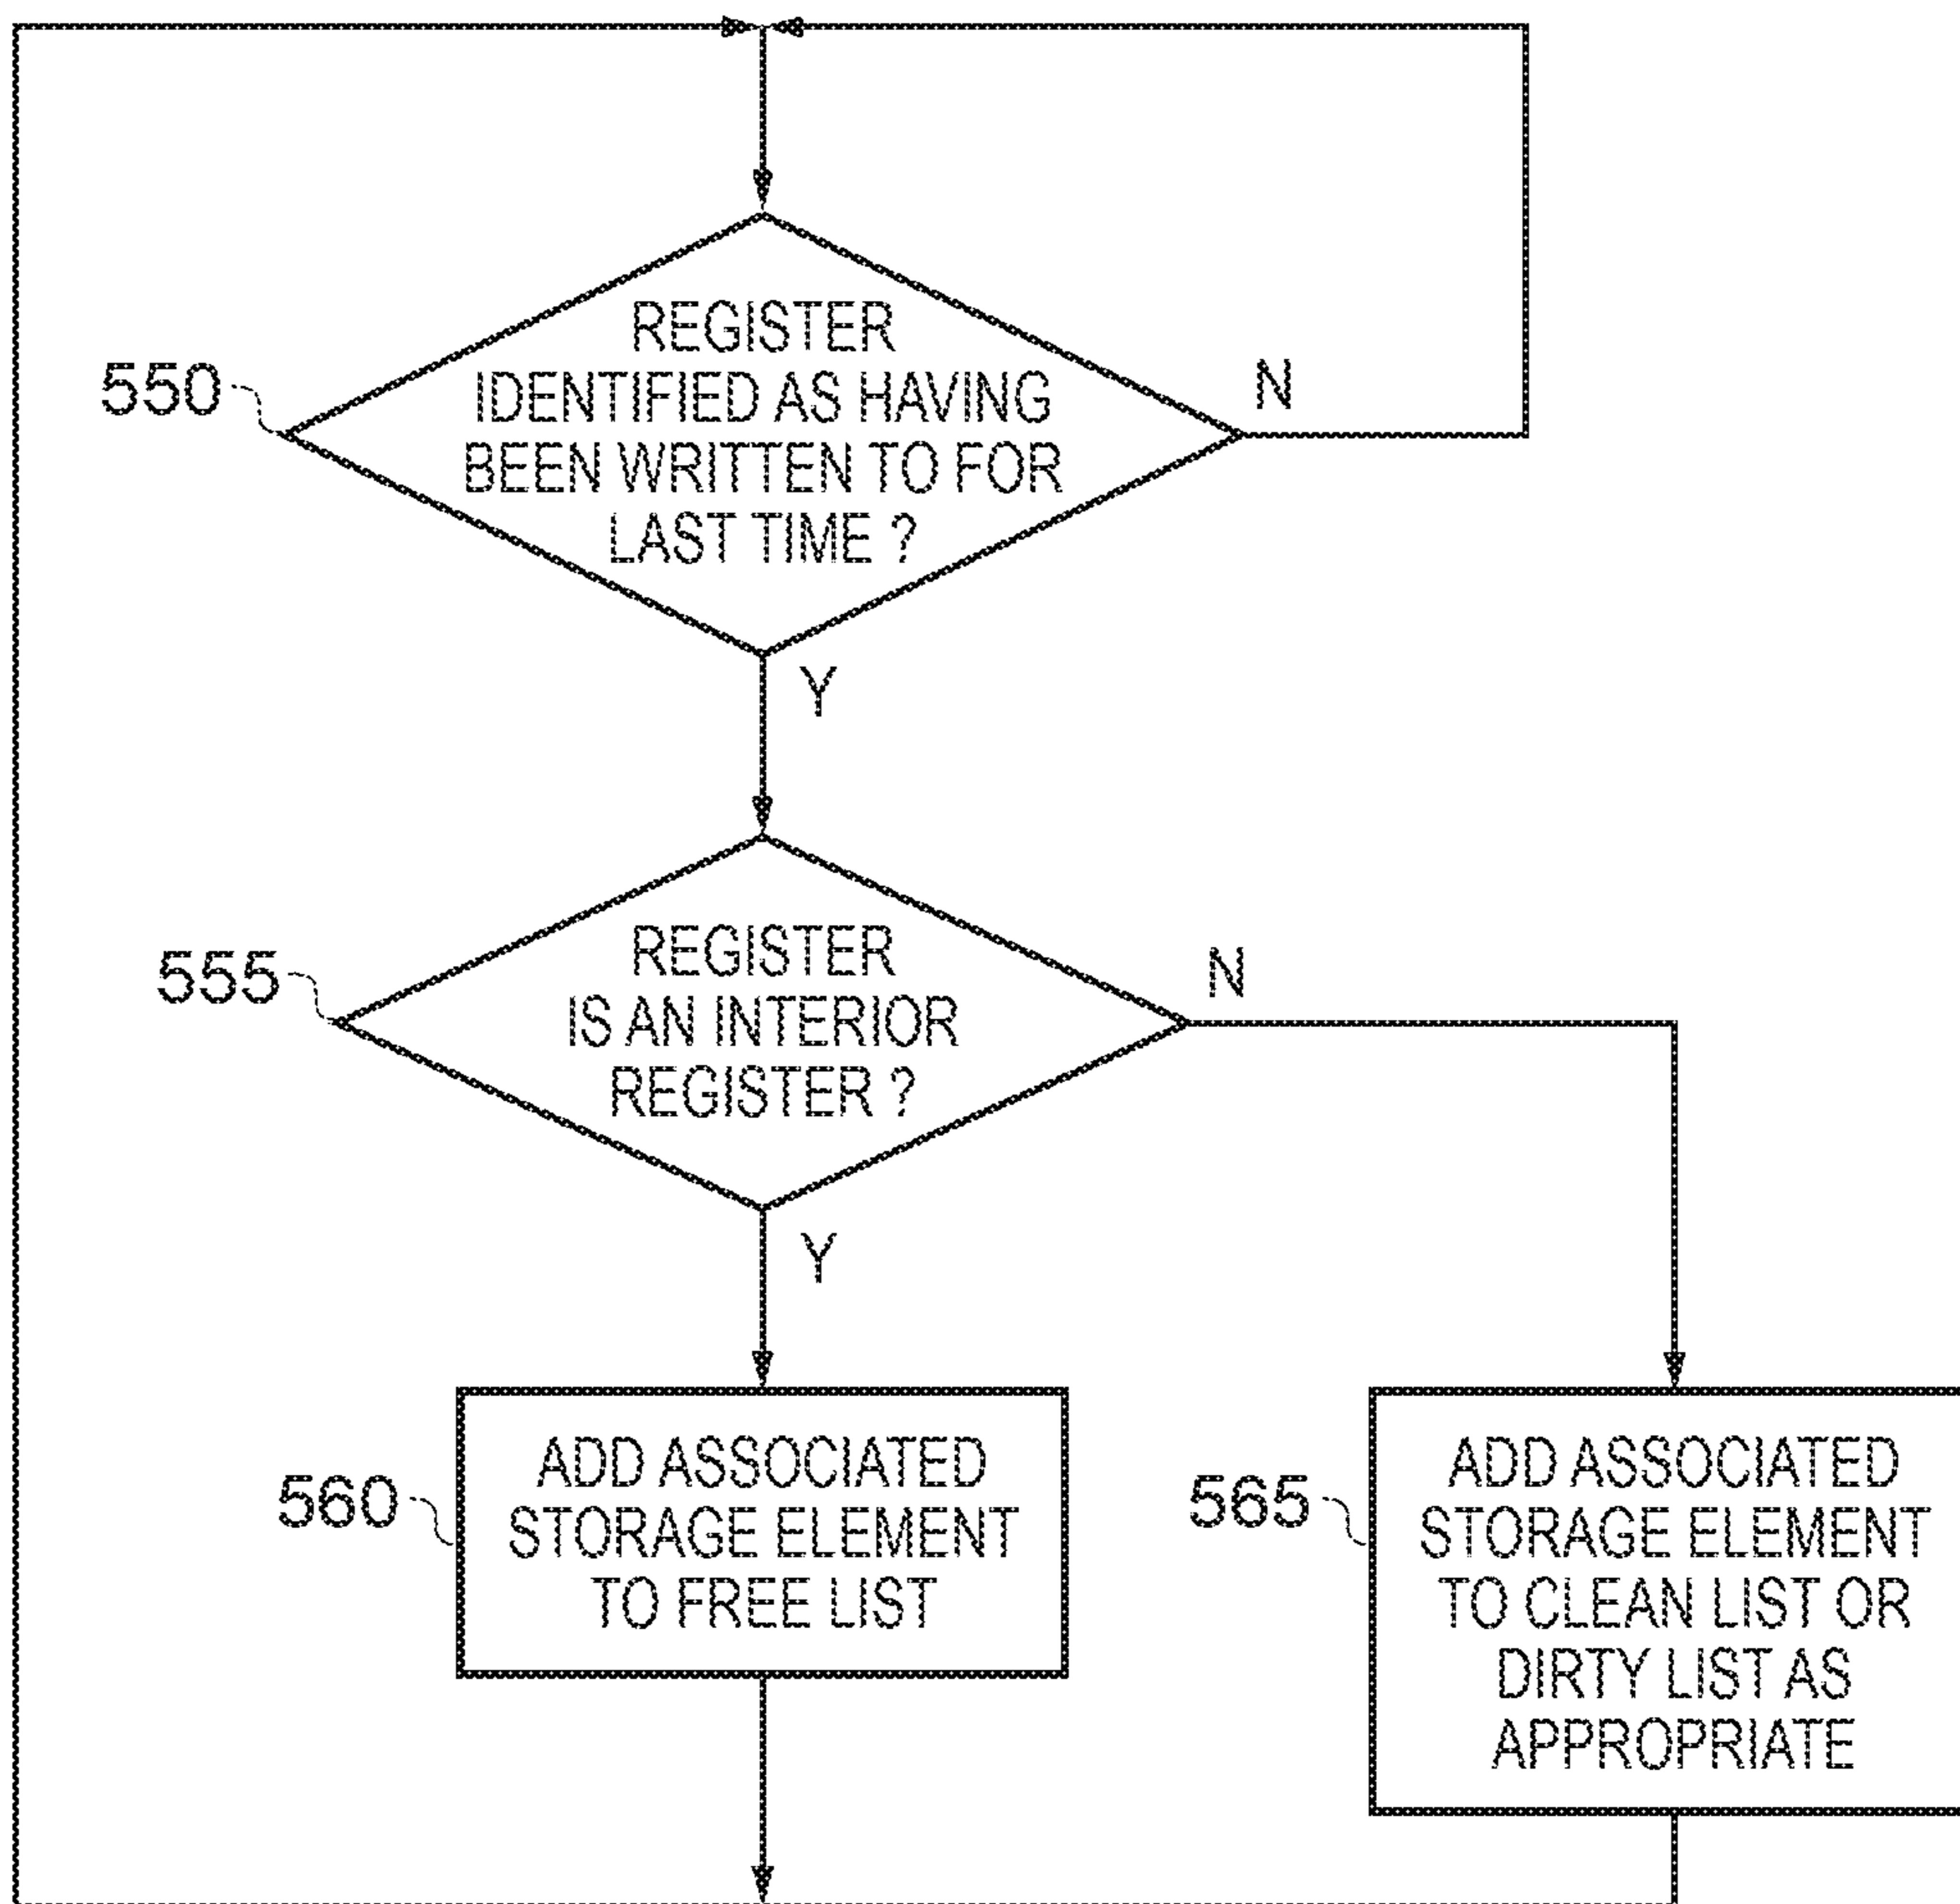 REGISTER
IDENTIFIED AS HAVING
BEEN WRITTEN TO FOR
LAST TIME ?
550
N
Y
REGISTER
IS AN INTERIOR
REGISTER ?
555
N
Y
ADD ASSOCIATED
STORAGE ELEMENT
TO FREE LIST
560
ADD ASSOCIATED
STORAGE ELEMENT
TO CLEAN LIST OR
DIRTY LIST AS
APPROPRIATE
565